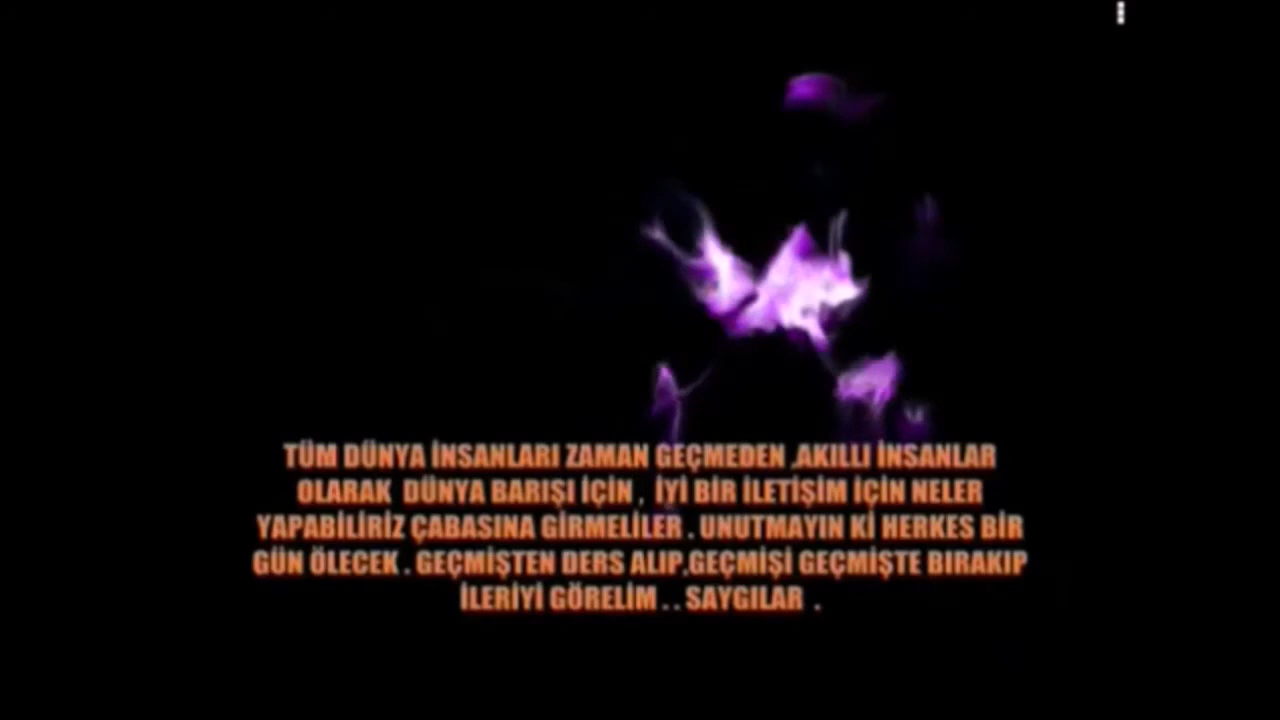 TÜM DÜNYA İNSANLARI ZAMAN GEÇMEDEN ,AKILLI İNSANLAR
OLARAK DÜNYA BARIŞI İÇİN , İYİ BİR İLETİŞİM İÇİN NELER
YAPABİLİRİZ ÇABASINA GİRMELİLER . UNUTMAYIN Kİ HERKES BİR
GÜN ÖLECEK . GEÇMİŞTEN DERS ALIP,GEÇMİŞİ GEÇMİŞTE BIRAKIP
İLERİYİ GÖRELİM . . SAYGILAR .